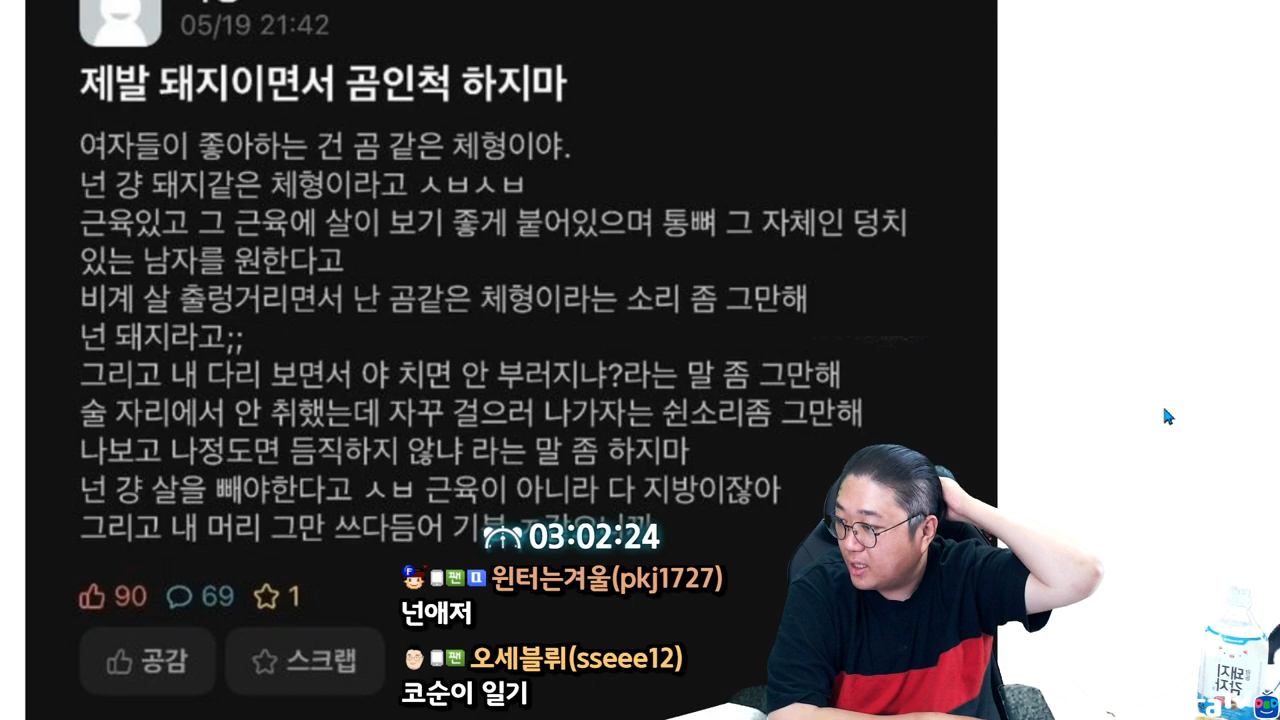 05/19 21:42
제발 돼지이면서 곰인척 하지마
여자들이 좋아하는 건 곰 같은 체형이야.
넌 걍 돼지같은 체형이라고 ㅅㅂㅅㅂ
근육있고 그 근육에 살이 보기 좋게 붙어있으며 통뼈 그 자체인 덩치
있는 남자를 원한다고
비계 살 출렁거리면서 난 곰같은 체형이라는 소리 좀 그만해
넌 돼지라고;;
그리고 내 다리 보면서 야 치면 안 부러지냐?라는 말 좀 그만해
술 자리에서 안 취했는데 자꾸 걸으러 나가자는 쉰소리좀 그만해
나보고 나정도면 듬직하지 않냐 라는 말 좀 하지마
넌 걍 살을 빼야한다고 ㅅㅂ 근육이 아니라 다 지방이잖아
그리고 내 머리 그만 쓰다듬어
03:02:24
윈터는겨울(pkj1727)
넌애저
오세블뤼(sseee12)
코순이 일기
90 69 1
공감 스크랩